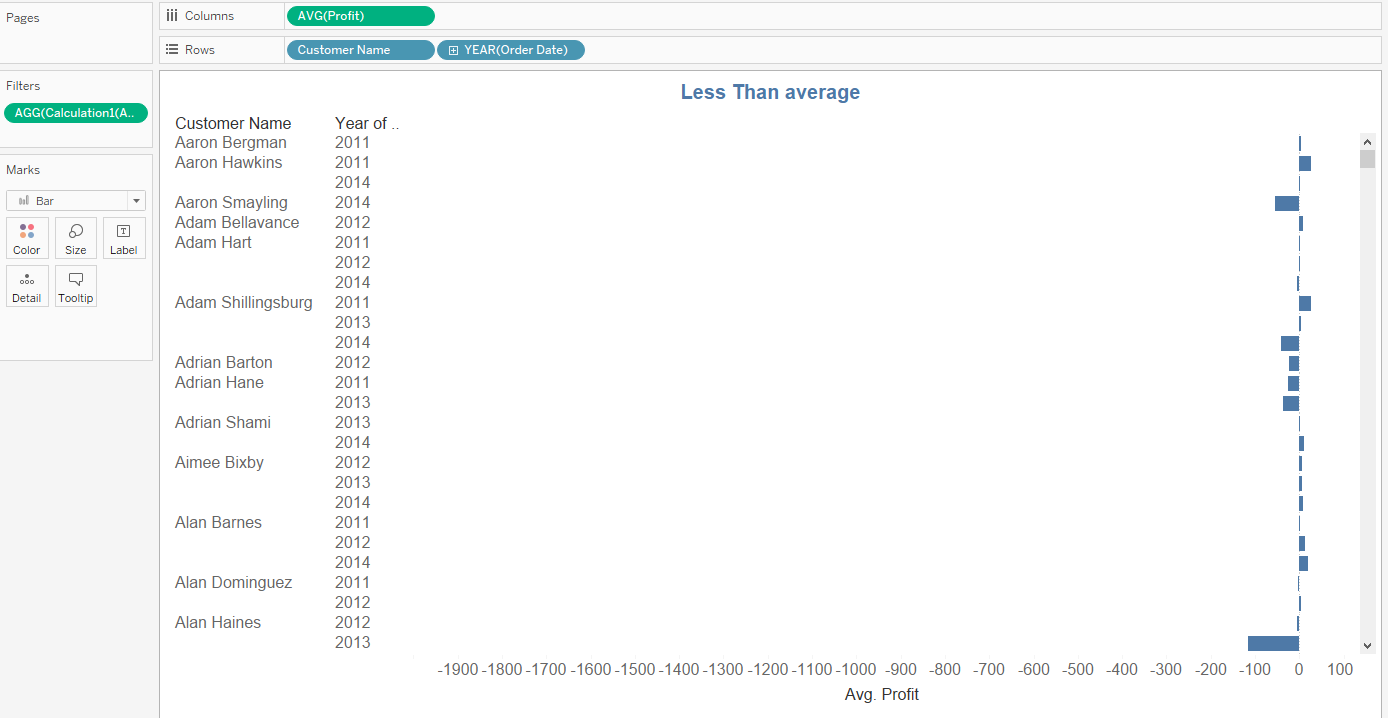 Pages
Columns AVG(Profit)
Rows Customer Name YEAR(Order Date)
Filters
AGG(Calculation1(A..
Marks
Bar
Color Size Label
Detail Tooltip
Less Than average
Customer Name Year of ..
Aaron Bergman 2011
Aaron Hawkins 2011
2014
Aaron Smayling 2014
Adam Bellavance 2012
Adam Hart 2011
2012
2014
Adam Shillingsburg 2011
2013
2014
Adrian Barton 2012
Adrian Hane 2011
2013
Adrian Shami 2013
2014
Aimee Bixby 2012
2013
2014
Alan Barnes 2011
2012
2014
Alan Dominguez 2011
2012
Alan Haines 2012
2013
-1900 -1800 -1700 -1600 -1500 -1400 -1300 -1200 -1100 -1000 -900 -800 -700 -600 -500 -400 -300 -200 -100 0 100
Avg. Profit